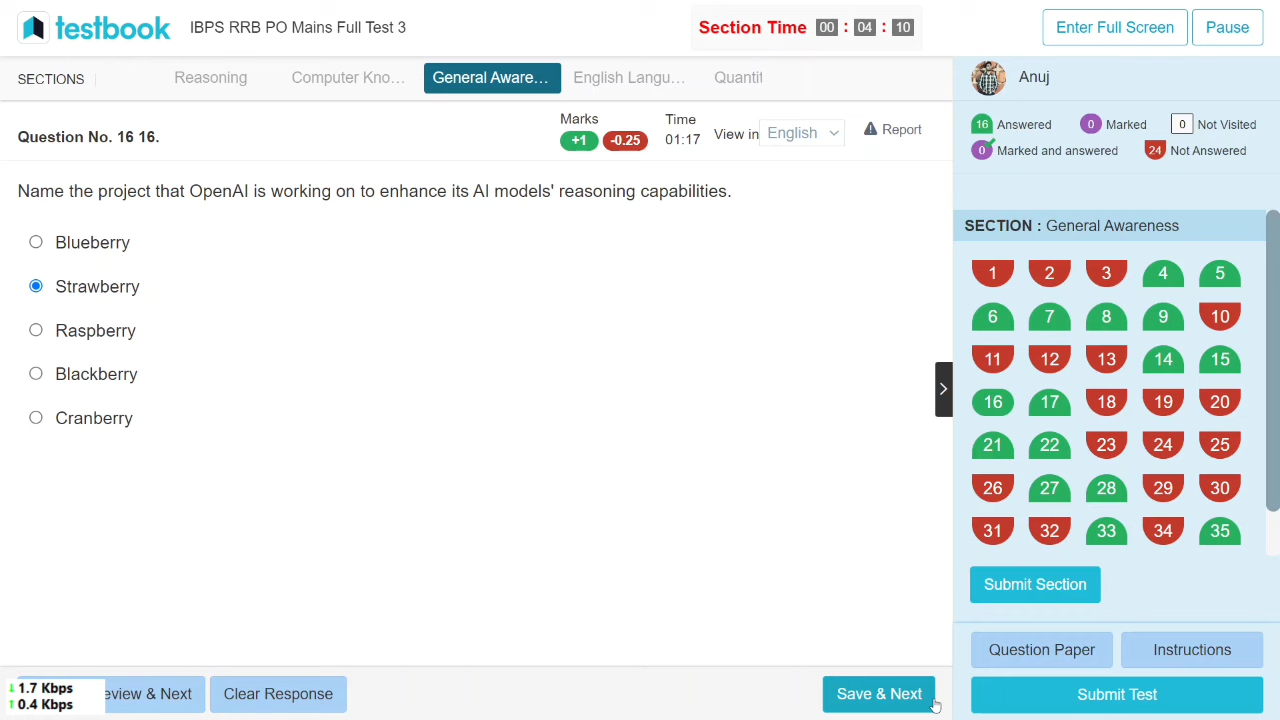 testbook
IBPS RRB PO Mains Full Test 3
Section Time 00 : 04 : 10
Enter Full Screen
Pause
SECTIONS
Reasoning
Computer Kno...
General Aware...
English Langu...
Quantit
Anuj
16 Answered
0 Marked
0 Not Visited
0 Marked and answered
24 Not Answered
Question No. 16 16.
Marks
+1 -0.25
Time
01:17
View in English
Report
Name the project that OpenAI is working on to enhance its AI models' reasoning capabilities.
Blueberry
Strawberry
Raspberry
Blackberry
Cranberry
SECTION : General Awareness
1 2 3 4 5
6 7 8 9 10
11 12 13 14 15
16 17 18 19 20
21 22 23 24 25
26 27 28 29 30
31 32 33 34 35
Submit Section
Question Paper
Instructions
Submit Test
1.7 Kbps
0.4 Kbps
eview & Next
Clear Response
Save & Next